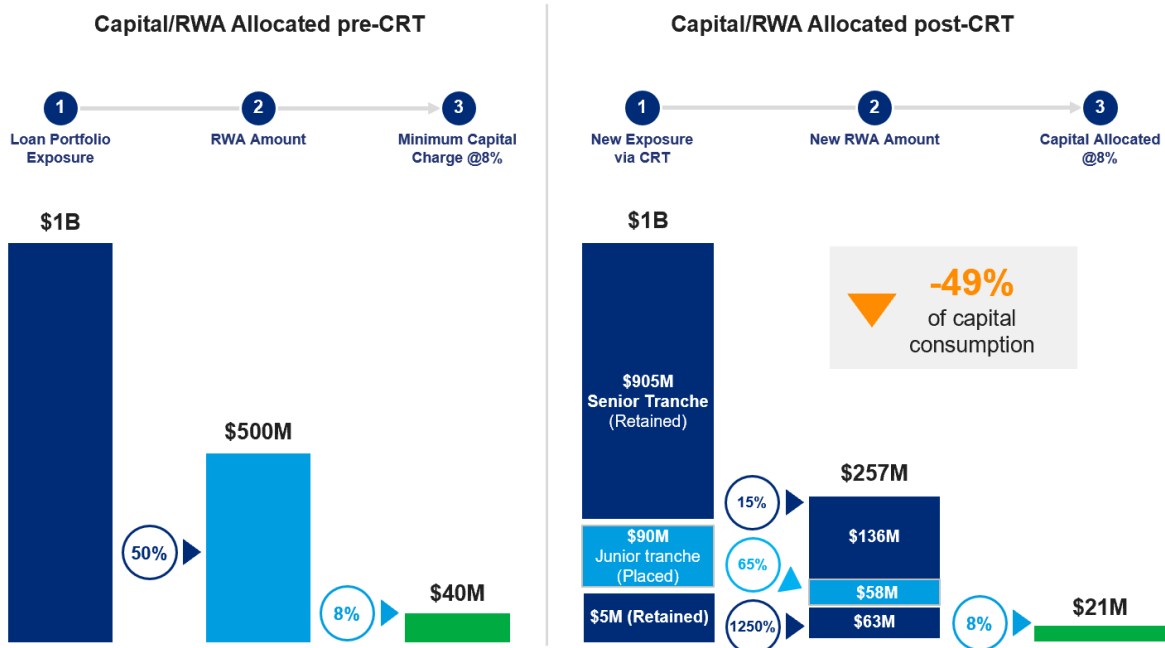 Capital/RWA Allocated pre-CRT
1
2
3
Loan Portfolio
Exposure
RWA Amount
Minimum Capital
Charge @8%
$1B
50%
$500M
8%
$40M
Capital/RWA Allocated post-CRT
1
2
3
New Exposure
via CRT
New RWA Amount
Capital Allocated
@8%
$1B
-49%
of capital
consumption
$905M
Senior Tranche
(Retained)
$90M
Junior tranche
(Placed)
$5M (Retained)
15%
65%
1250%
$257M
$136M
$58M
$63M
8%
$21M